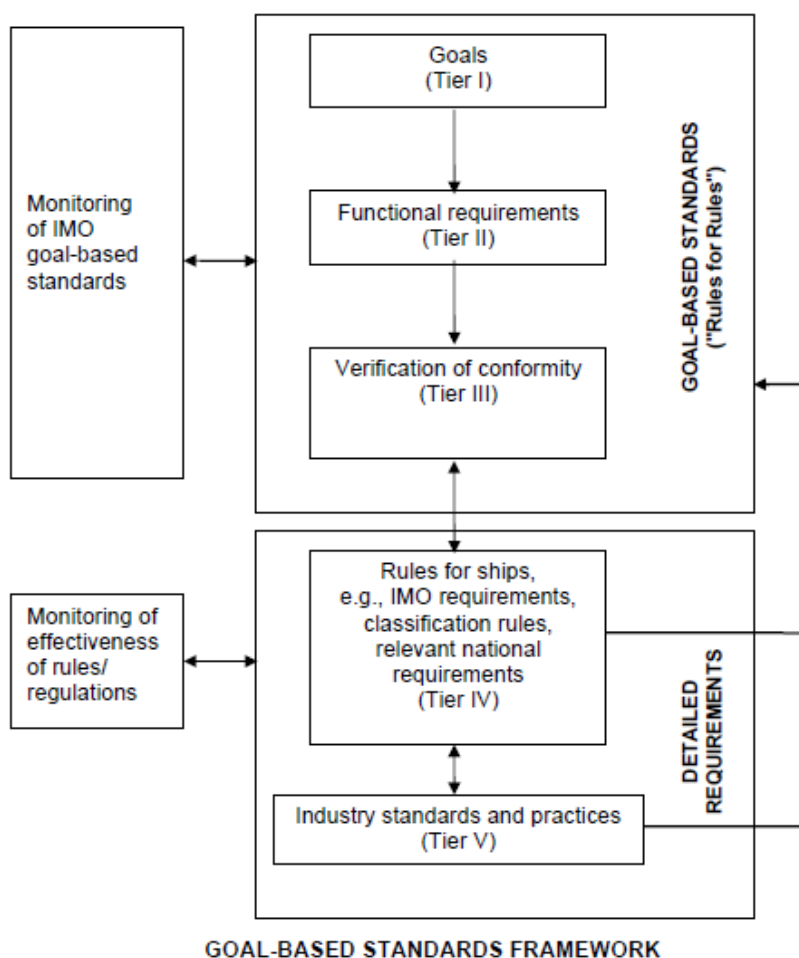 Goals
(Tier I)
Functional requirements
(Tier II)
Verification of conformity
(Tier III)
GOAL-BASED STANDARDS
("Rules for Rules")
Monitoring
of IMO
goal-based
standards
Rules for ships,
e.g., IMO requirements,
classification rules,
relevant national
requirements
(Tier IV)
Monitoring of
effectiveness
of rules/
regulations
DETAILED
REQUIREMENTS
Industry standards and practices
(Tier V)
GOAL-BASED STANDARDS FRAMEWORK